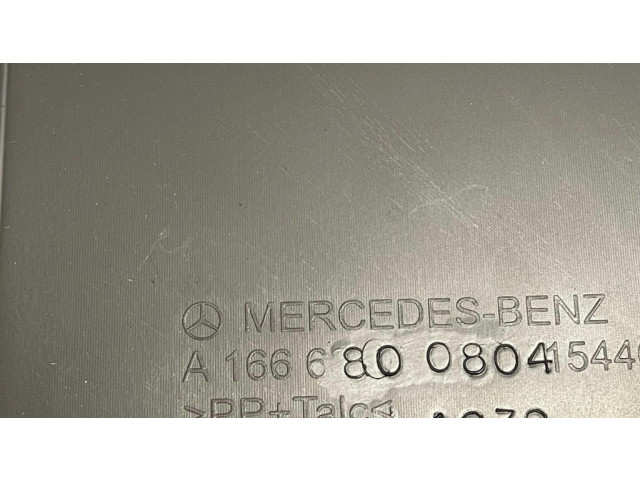 MERCEDES-BENZ
A 166 680 0804 1544
>PP+Talc<